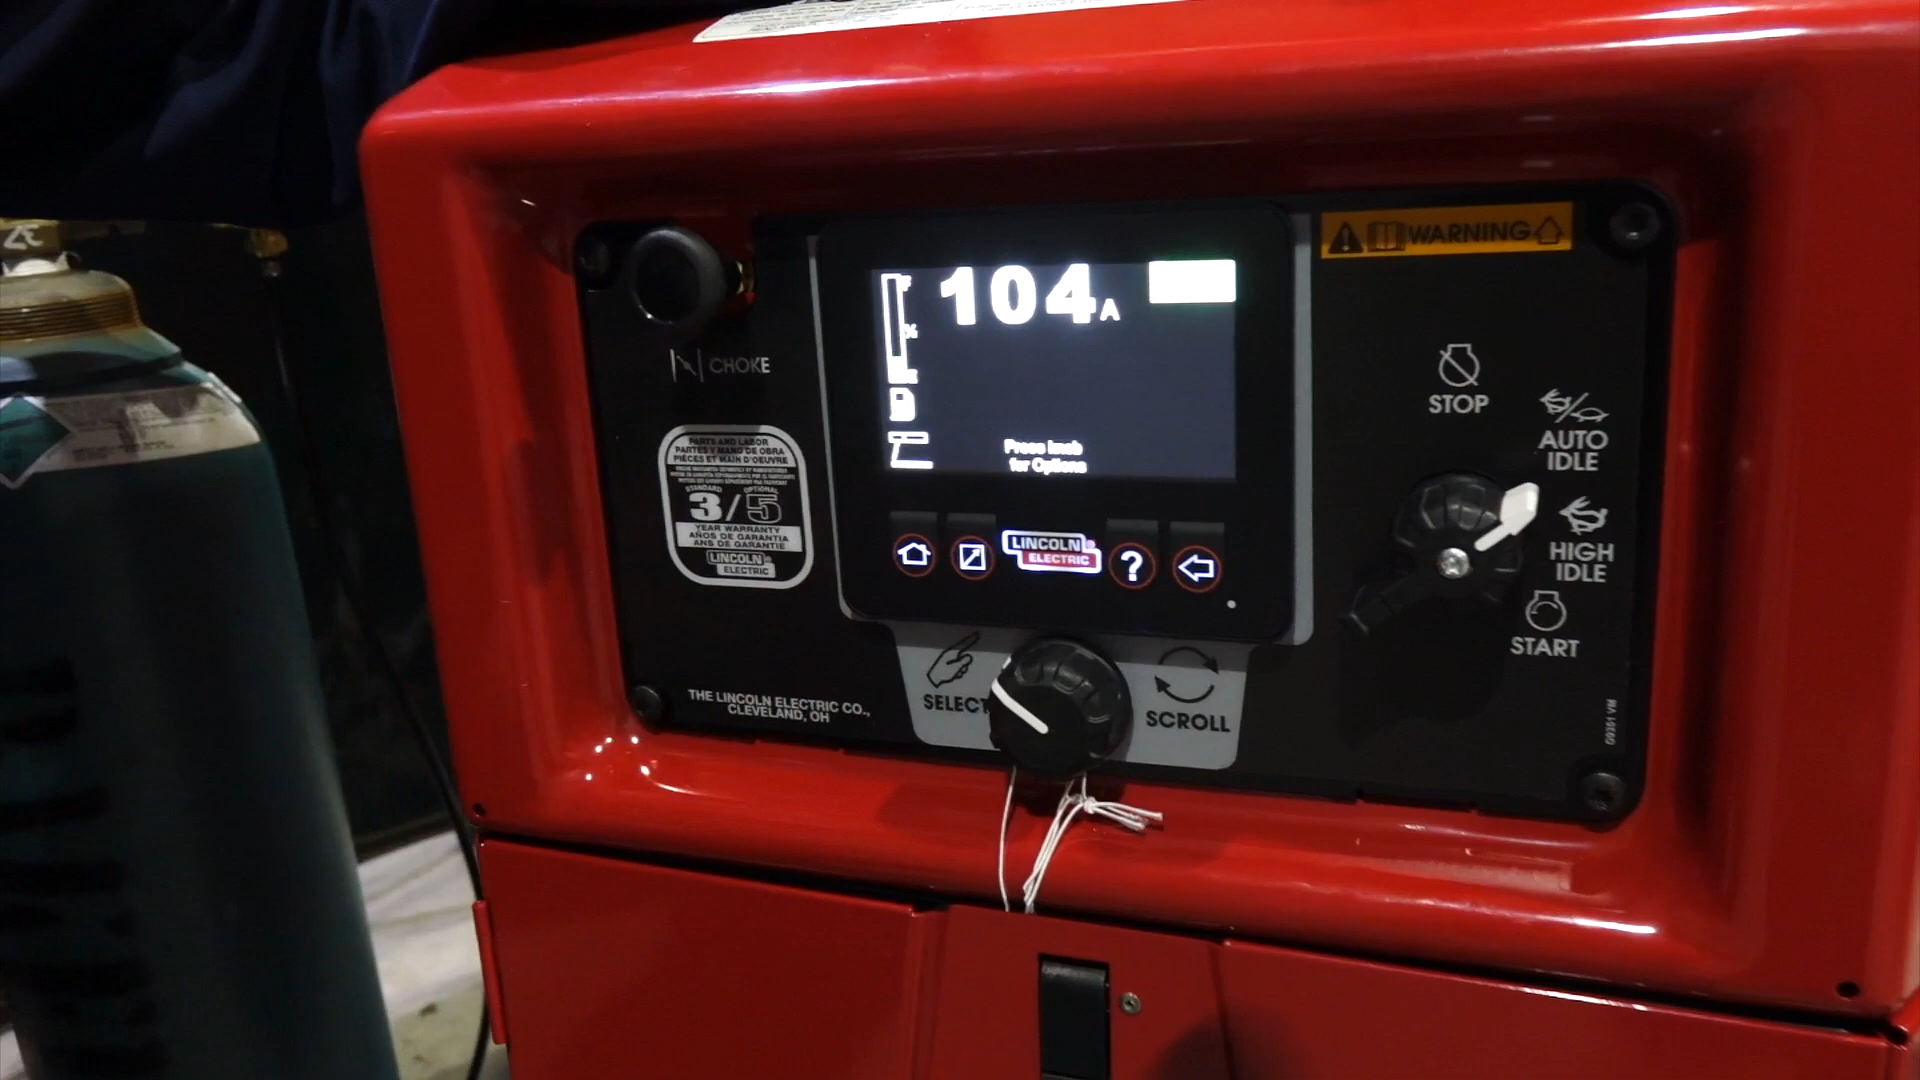 WARNING
104 A
F
½
E
Press knob
for Options
CHOKE
STOP
AUTO
IDLE
HIGH
IDLE
START
PARTS AND LABOR
PARTES Y MANO DE OBRA
PIÈCES ET MAIN D'OEUVRE
STANDARD OPTIONAL
3/5
YEAR WARRANTY
AÑOS DE GARANTIA
ANS DE GARANTIE
LINCOLN
ELECTRIC
LINCOLN
ELECTRIC
?
SELECT
SCROLL
THE LINCOLN ELECTRIC CO.,
CLEVELAND, OH